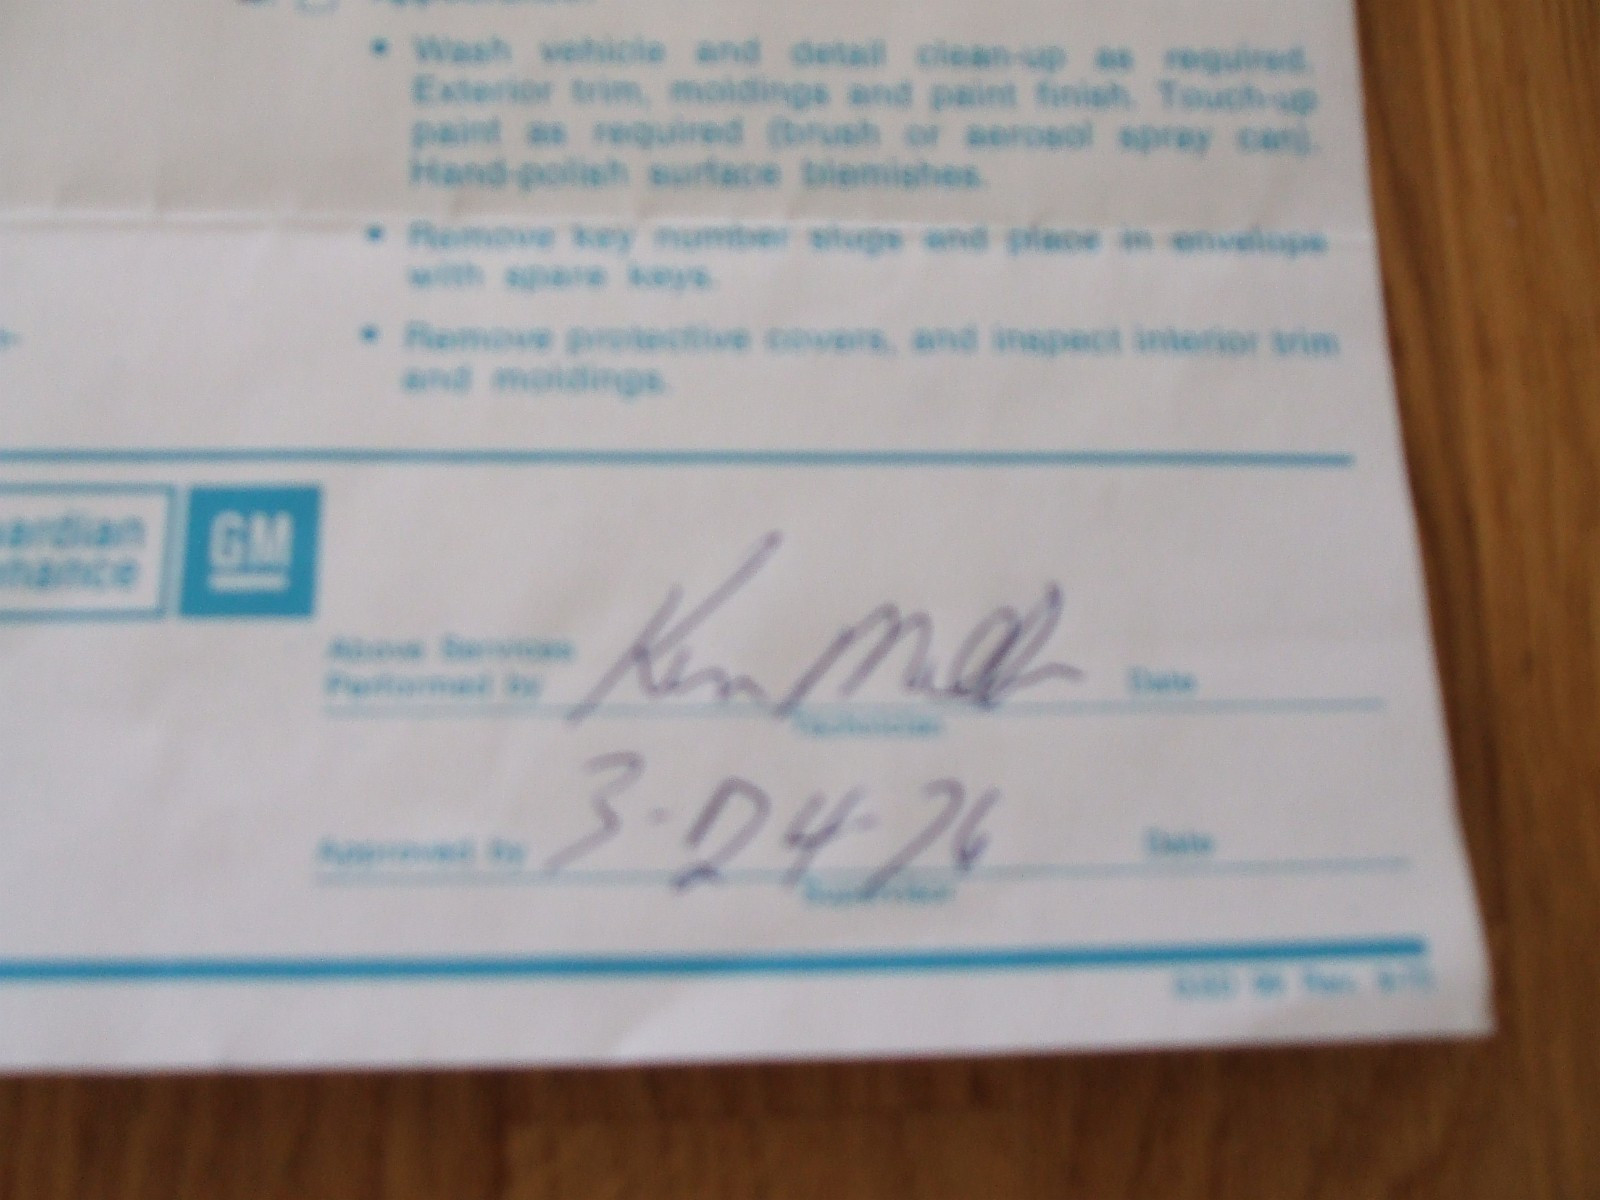 • Wash vehicle and detail clean-up as required.
Exterior trim, moldings and paint finish. Touch-up
paint as required (brush or aerosol spray can).
Hand-polish surface blemishes.
• Remove key number slugs and place in envelope
with spare keys.
• Remove protective covers, and inspect interior trim
and moldings.
GM
Above Services
Performed by Ken Date
Technician
3-24-76
Approved by Date
Supervisor